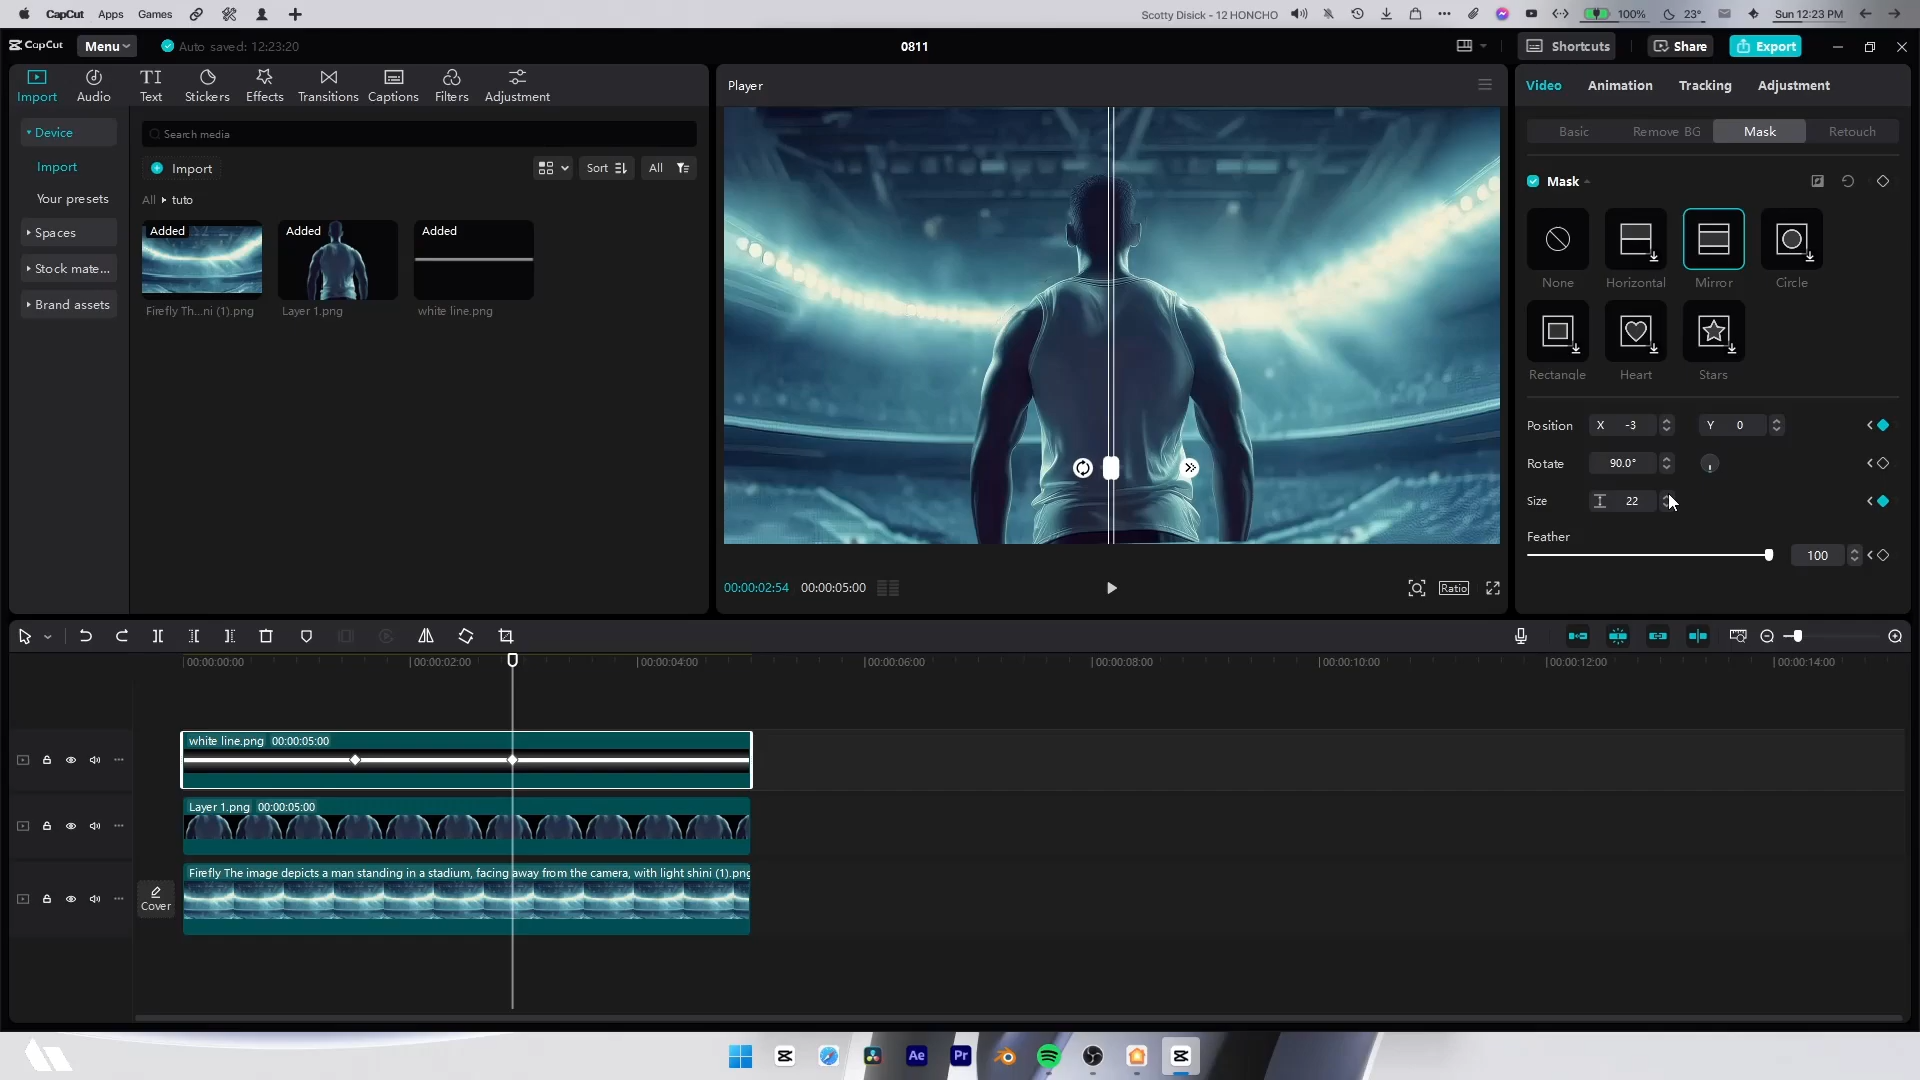 CapCut Apps Games
Scotty Disick - 12 HONCHO 100% 23° Sun 12:23 PM
CapCut Menu Auto saved: 12:23:20 0811 Shortcuts Share Export
Import Audio Text Stickers Effects Transitions Captions Filters Adjustment
Device
Import
Your presets
Spaces
Stock mate...
Brand assets
Search media
Import Sort All
All tuto
Added Added Added
Firefly Th...ni (1).png Layer 1.png white line.png
Player
00:00:02:54 00:00:05:00 Ratio
Video Animation Tracking Adjustment
Basic Remove BG Mask Retouch
Mask
None Horizontal Mirror Circle
Rectangle Heart Stars
Position X -3 Y 0
Rotate 90.0°
Size 22
Feather
100
00:00:00:00 00:00:02:00 00:00:04:00 00:00:06:00 00:00:08:00 00:00:10:00 00:00:12:00 00:00:14:00
white line.png 00:00:05:00
Layer 1.png 00:00:05:00
Firefly The image depicts a man standing in a stadium, facing away from the camera, with light shini (1).png
Cover
Ae Pr